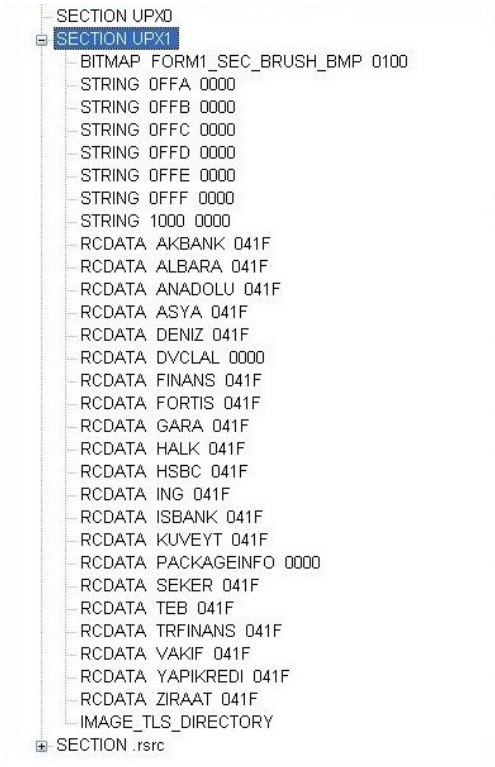 SECTION UPX0
SECTION UPX1
BITMAP FORM1_SEC_BRUSH_BMP 0100
STRING 0FFA 0000
STRING 0FFB 0000
STRING 0FFC 0000
STRING 0FFD 0000
STRING 0FFE 0000
STRING 0FFF 0000
STRING 1000 0000
RCDATA AKBANK 041F
RCDATA ALBARA 041F
RCDATA ANADOLU 041F
RCDATA ASYA 041F
RCDATA DENIZ 041F
RCDATA DVCLAL 0000
RCDATA FINANS 041F
RCDATA FORTIS 041F
RCDATA GARA 041F
RCDATA HALK 041F
RCDATA HSBC 041F
RCDATA ING 041F
RCDATA ISBANK 041F
RCDATA KUVEYT 041F
RCDATA PACKAGEINFO 0000
RCDATA SEKER 041F
RCDATA TEB 041F
RCDATA TRFINANS 041F
RCDATA VAKIF 041F
RCDATA YAPIKREDI 041F
RCDATA ZIRAAT 041F
IMAGE_TLS_DIRECTORY
SECTION .rsrc